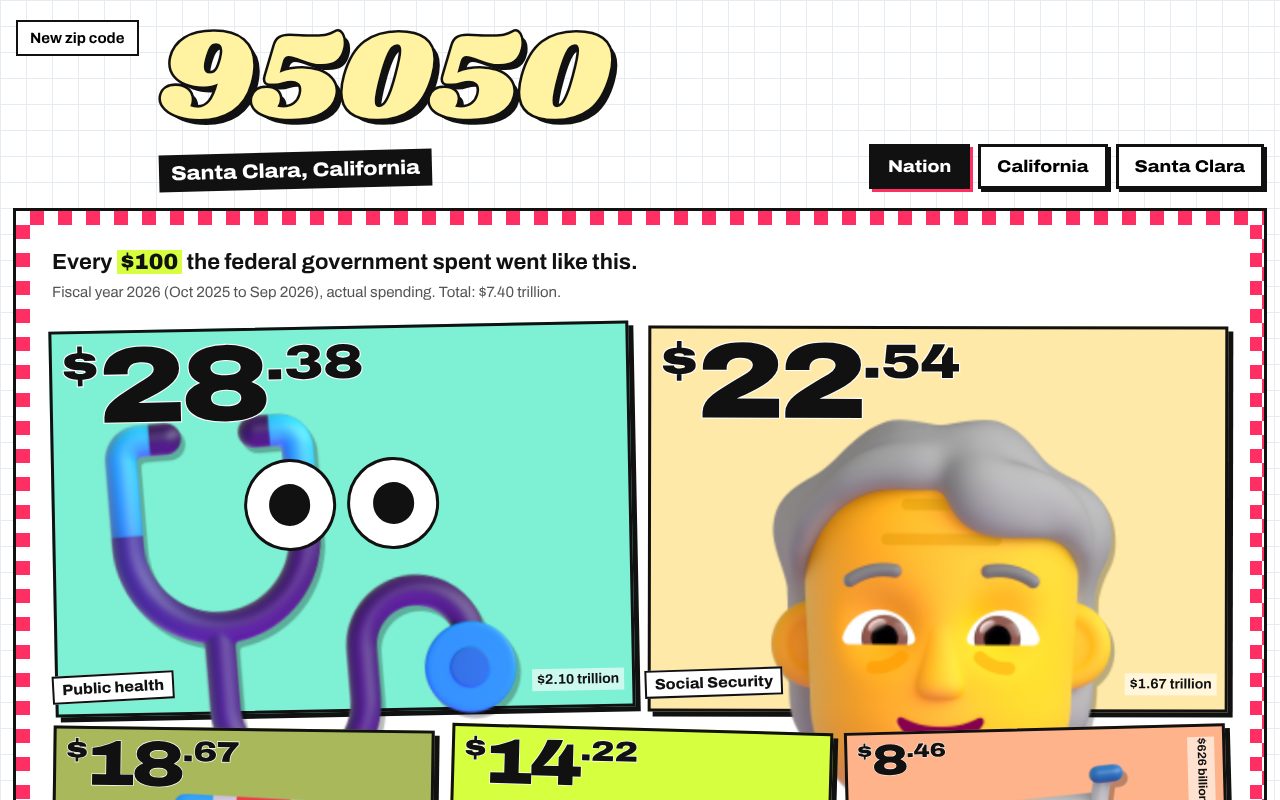 New zip code
95050
Santa Clara, California
Nation
California
Santa Clara
Every $100 the federal government spent went like this.
Fiscal year 2026 (Oct 2025 to Sep 2026), actual spending. Total: $7.40 trillion.
$28.38
Public health
$2.10 trillion
$22.54
Social Security
$1.67 trillion
$18.67
$14.22
$8.46
$626 billion